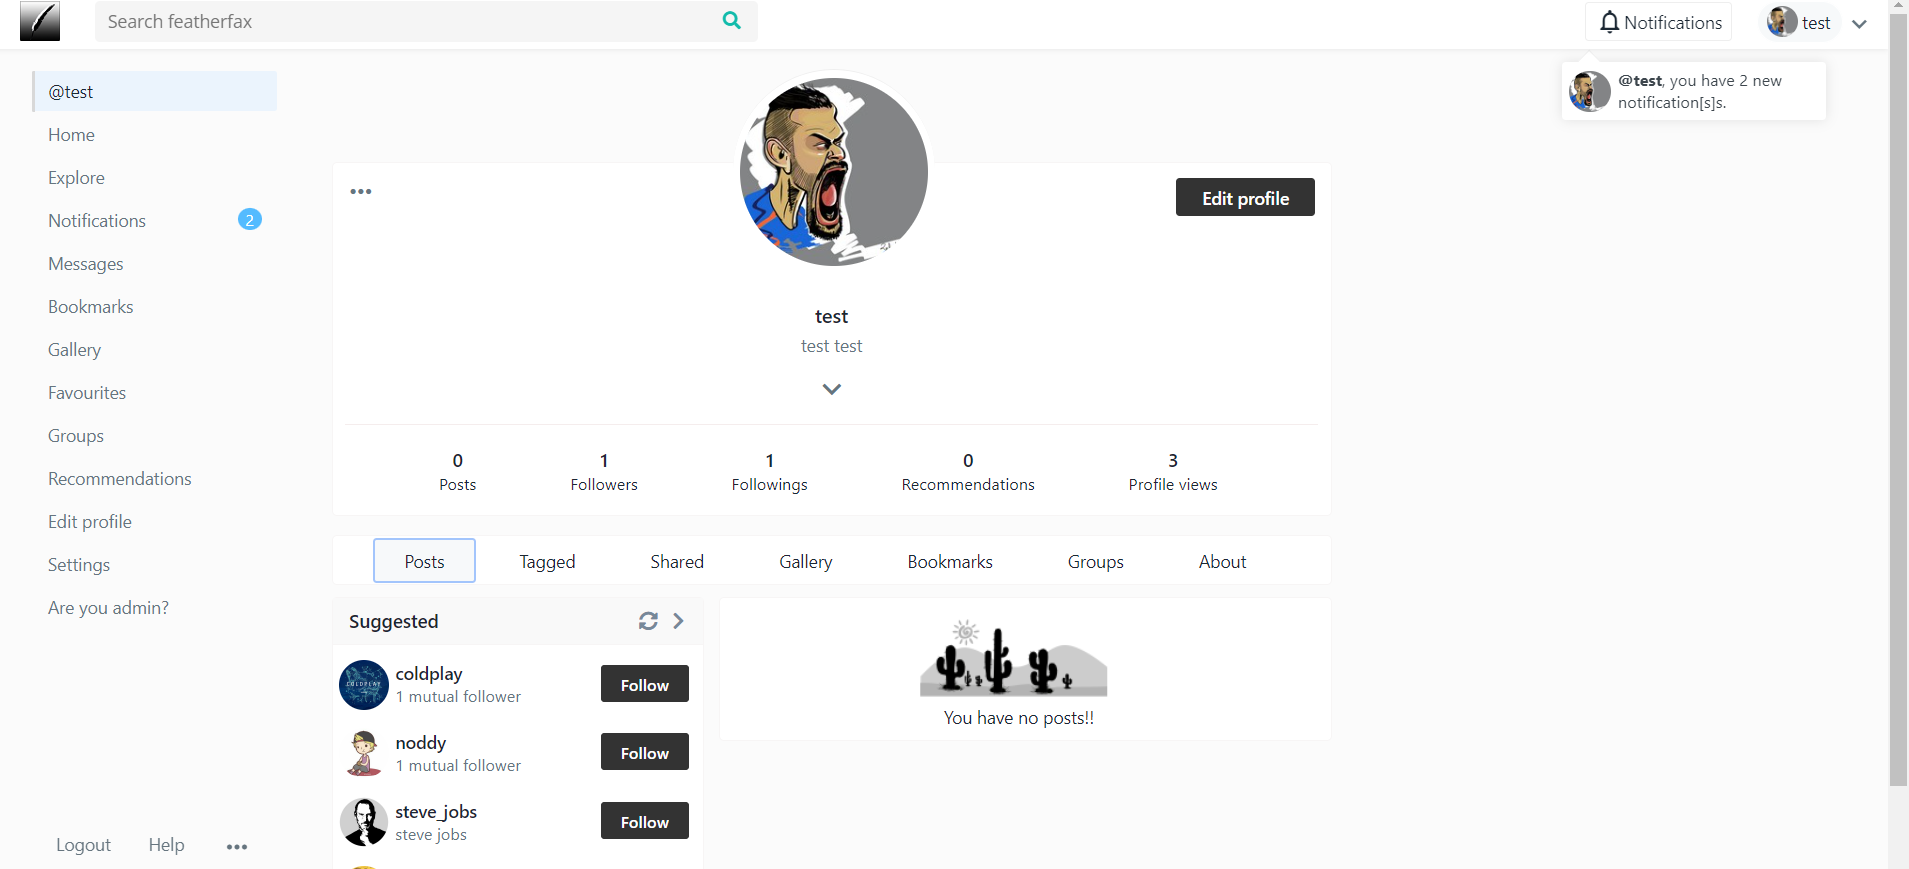 Search featherfax
Notifications
test
@test, you have 2 new
notification[s]s.
@test
Home
Explore
Notifications 2
Messages
Bookmarks
Gallery
Favourites
Groups
Recommendations
Edit profile
Settings
Are you admin?
Logout Help
Edit profile
test
test test
0 1 1 0 3
Posts Followers Followings Recommendations Profile views
Posts Tagged Shared Gallery Bookmarks Groups About
Suggested
COLDPLAY
coldplay
1 mutual follower
Follow
noddy
1 mutual follower
Follow
steve_jobs
steve jobs
Follow
You have no posts!!